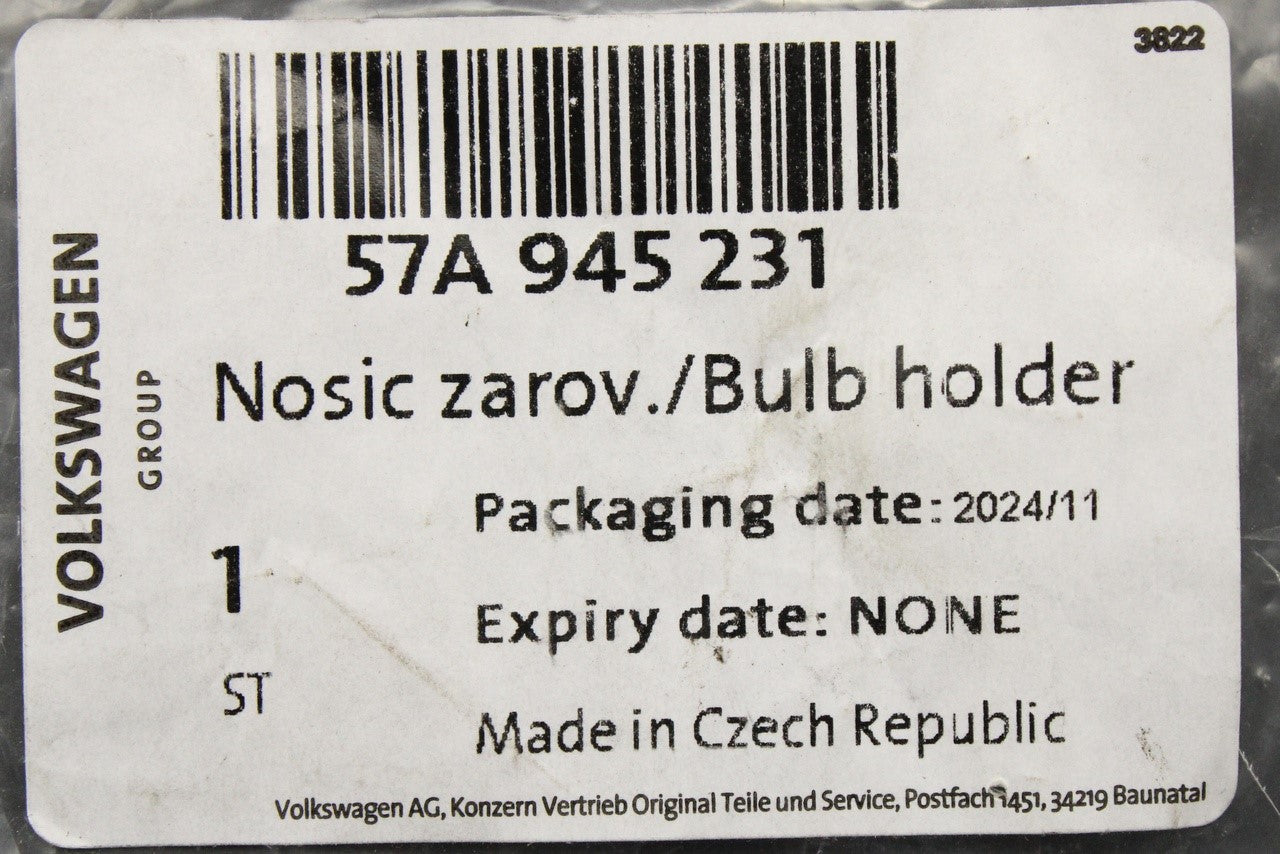 3822
57A 945 231
Nosic zarov./Bulb holder
VOLKSWAGEN
GROUP
Packaging date: 2024/11
1
Expiry date: NONE
ST
Made in Czech Republic
Volkswagen AG, Konzern Vertrieb Original Teile und Service, Postfach 1451, 34219 Baunatal